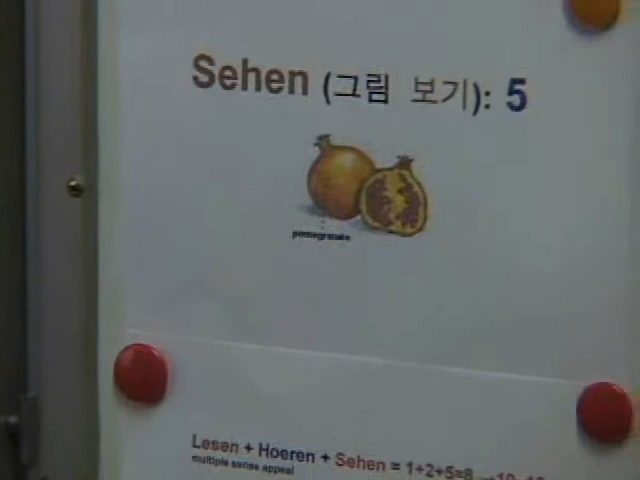 Sehen (그림 보기): 5
pomegranate
Lesen + Hoeren + Sehen = 1+2+5=8
multiple sense appeal